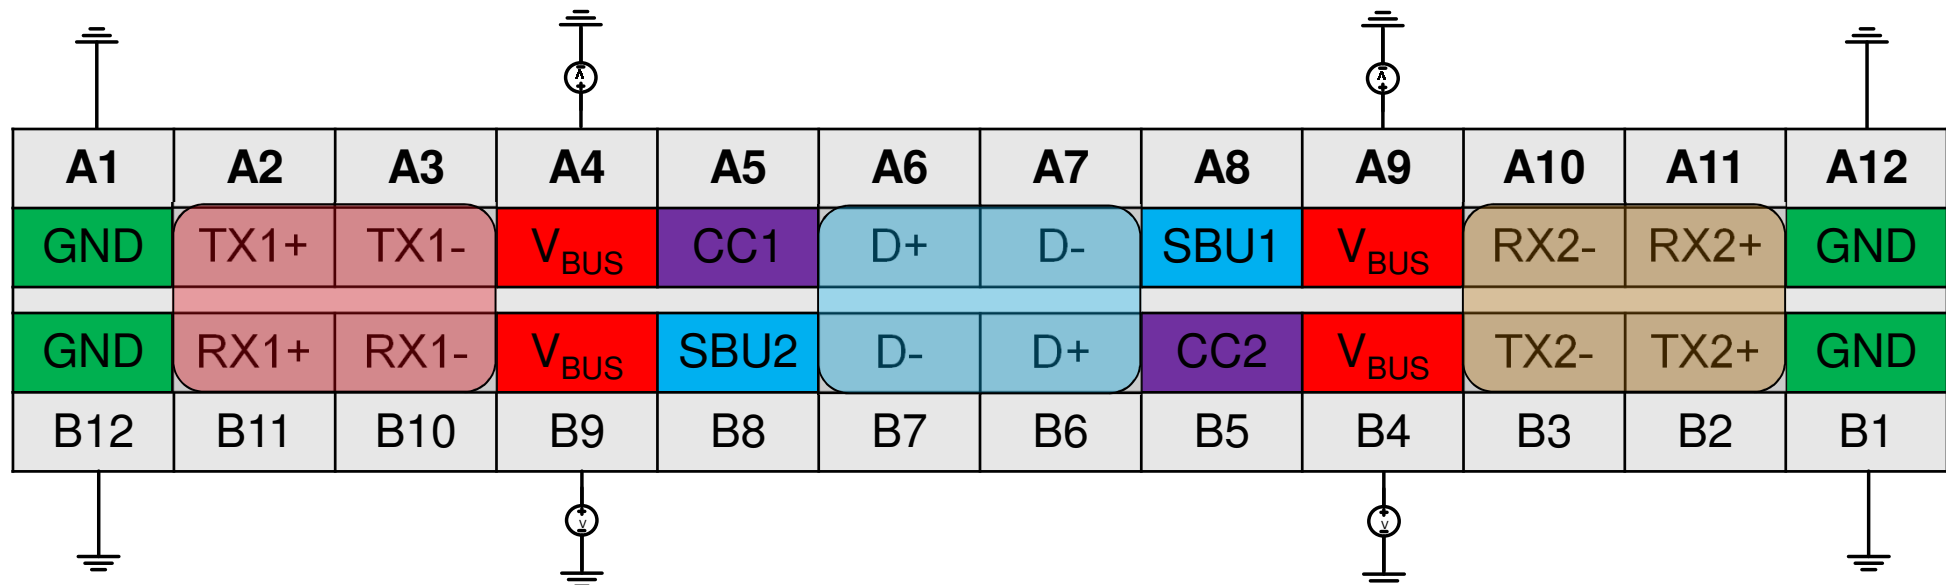 A1 A2 A3 A4 A5 A6 A7 A8 A9 A10 A11 A12
GND TX1+ TX1- VBUS CC1 D+ D- SBU1 VBUS RX2- RX2+ GND
GND RX1+ RX1- VBUS SBU2 D- D+ CC2 VBUS TX2- TX2+ GND
B12 B11 B10 B9 B8 B7 B6 B5 B4 B3 B2 B1